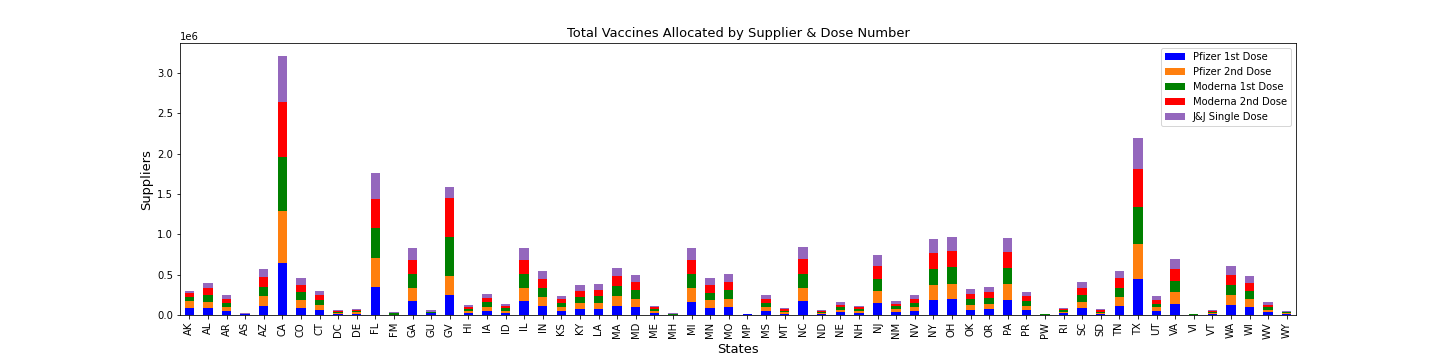 Total Vaccines Allocated by Supplier & Dose Number
1e6
3.0
2.5
2.0
1.5
1.0
0.5
0.0
Suppliers
Pfizer 1st Dose
Pfizer 2nd Dose
Moderna 1st Dose
Moderna 2nd Dose
J&J Single Dose
AK AL AR AS AZ CA CO CT DC DE FL FM GA GU GV HI IA ID IL IN KS KY LA MA MD ME MH MI MN MO MP MS MT NC ND NE NH NJ NM NV NY OH OK OR PA PR PW RI SC SD TN TX UT VA VI VT WA WI WV WY
States